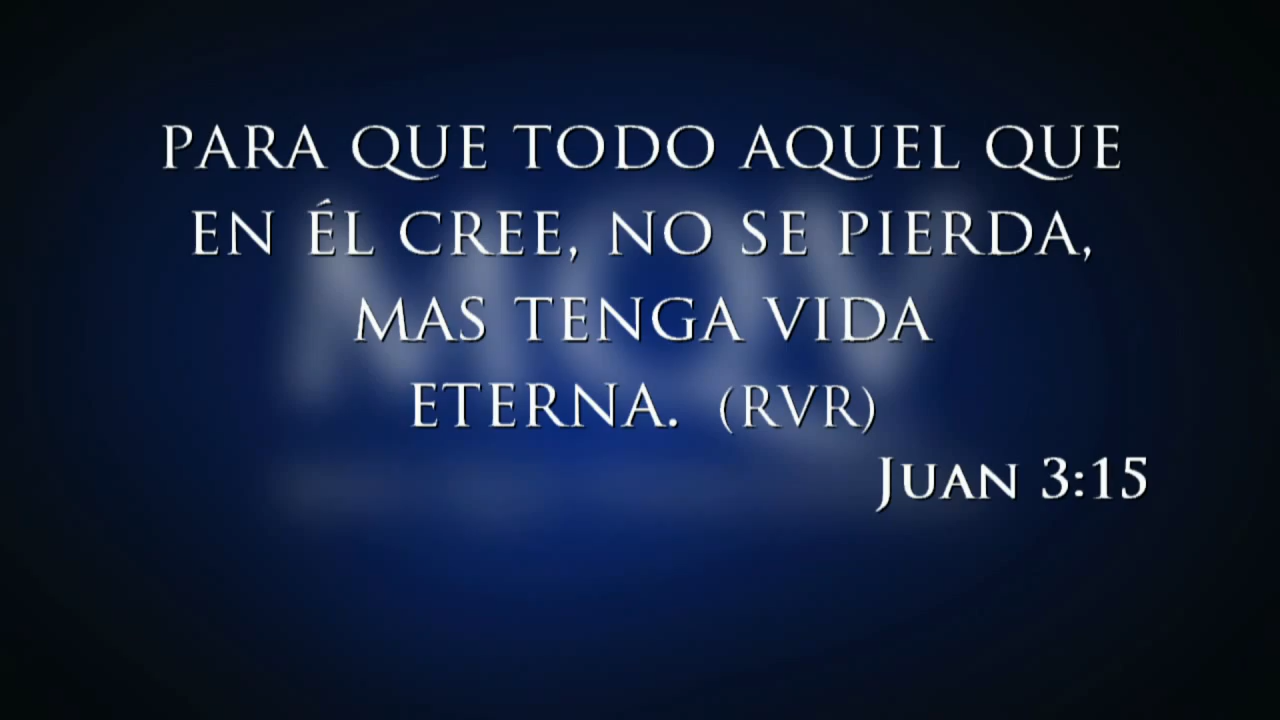 PARA QUE TODO AQUEL QUE
EN ÉL CREE, NO SE PIERDA,
MAS TENGA VIDA
ETERNA. (RVR)
JUAN 3:15